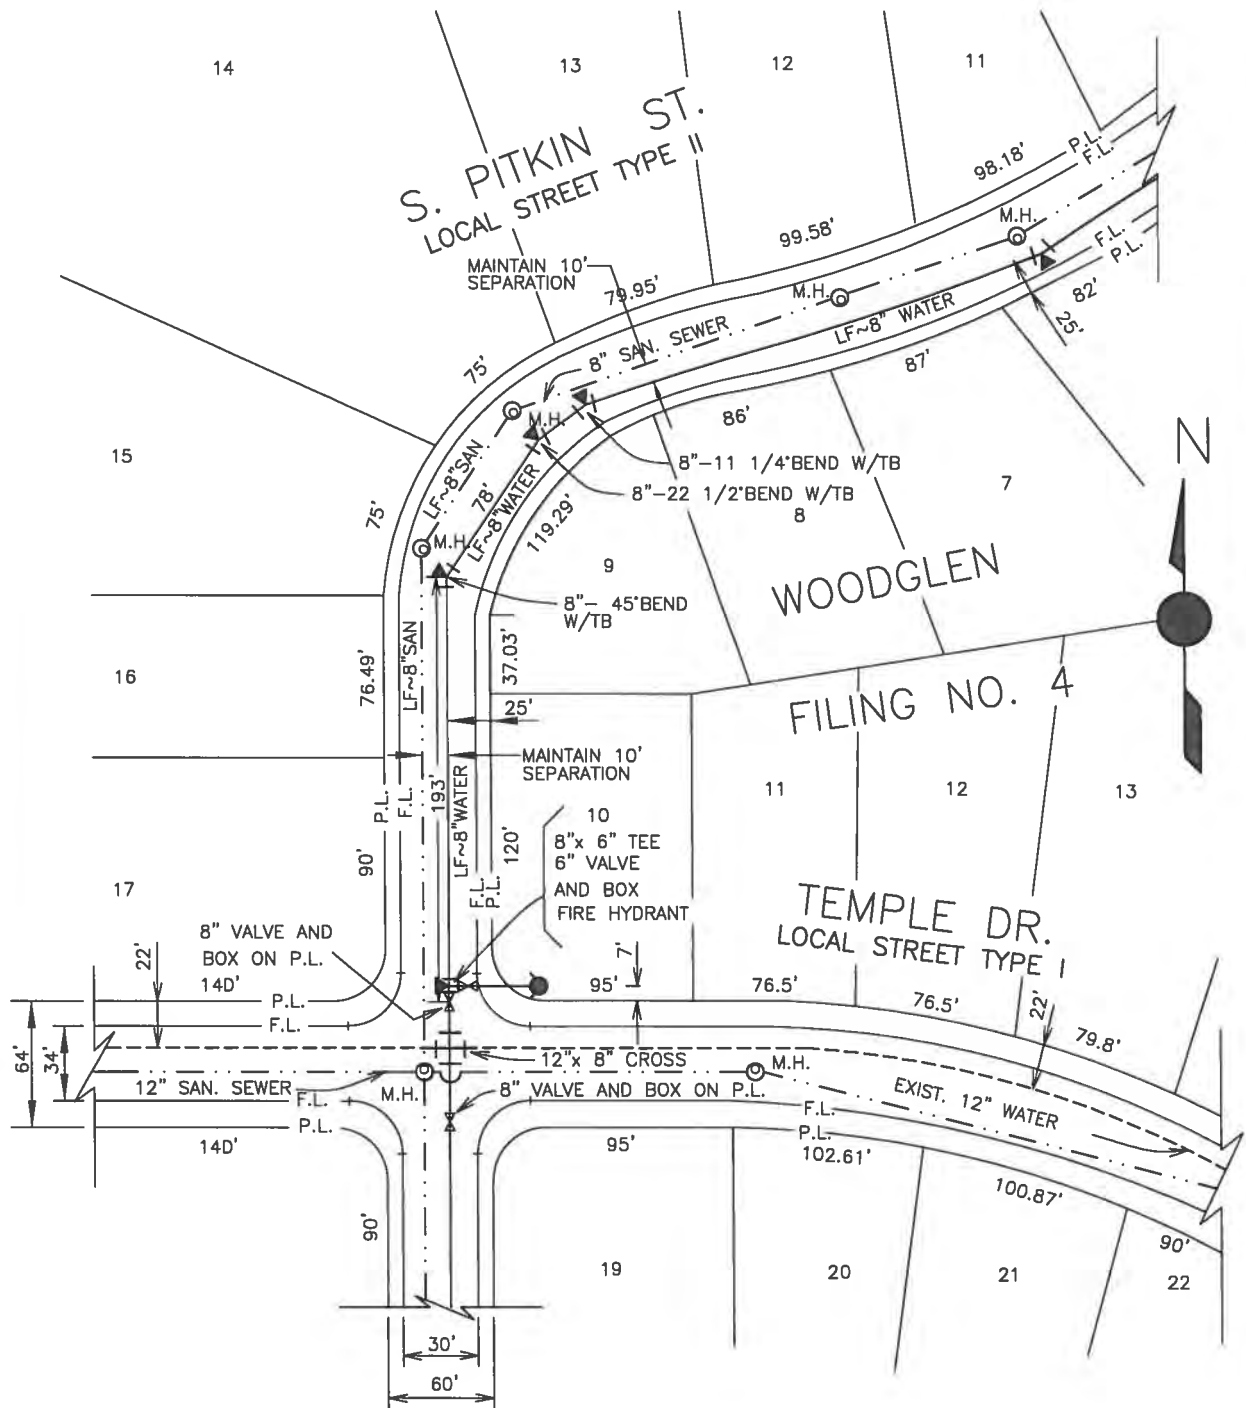 14
13
12
11
S. PITKIN ST.
LOCAL STREET TYPE II
98.18'
P.L.
F.L.
M.H.
99.58'
MAINTAIN 10'
SEPARATION
79.95'
M.H.
F.L.
P.L.
82'
25'
LF~8" WATER
8" SAN. SEWER
87'
75'
M.H.
86'
N
15
LF~8"SAN
78'
LF~8"WATER
8"-11 1/4°BEND W/TB
8"-22 1/2°BEND W/TB
8
7
75'
119.29'
M.H.
9
WOODGLEN
8"- 45°BEND
W/TB
16
76.49'
LF~8"SAN
37.03'
25'
FILING NO. 4
MAINTAIN 10'
SEPARATION
193'
LF~8"WATER
P.L.
F.L.
11
12
13
10
8"x 6" TEE
6" VALVE
AND BOX
FIRE HYDRANT
90'
120'
F.L.
P.L.
17
TEMPLE DR.
LOCAL STREET TYPE I
8" VALVE AND
BOX ON P.L.
22'
7'
14D'
P.L.
95'
76.5'
76.5'
22'
79.8'
F.L.
64'
34'
12"x 8" CROSS
M.H.
12" SAN. SEWER
M.H.
8" VALVE AND BOX ON P.L.
EXIST. 12" WATER
F.L.
P.L.
F.L.
P.L.
14D'
95'
102.61'
100.87'
90'
90'
19
20
21
22
30'
60'